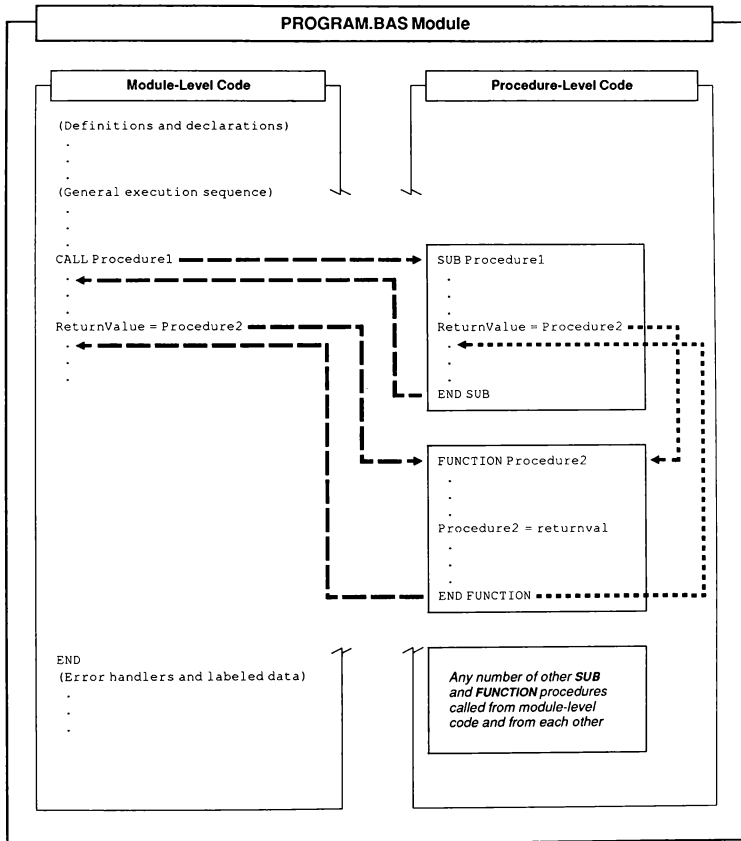 PROGRAM.BAS Module
Module-Level Code
(Definitions and declarations)
.
.
.
(General execution sequence)
.
.
.
CALL Procedure1
.
.
.
ReturnValue = Procedure2
.
.
.
END
(Error handlers and labeled data)
.
.
.
Procedure-Level Code
SUB Procedure1
.
.
.
ReturnValue = Procedure2
.
.
.
END SUB
FUNCTION Procedure2
.
.
.
Procedure2 = returnval
.
.
.
END FUNCTION
Any number of other SUB
and FUNCTION procedures
called from module-level
code and from each other